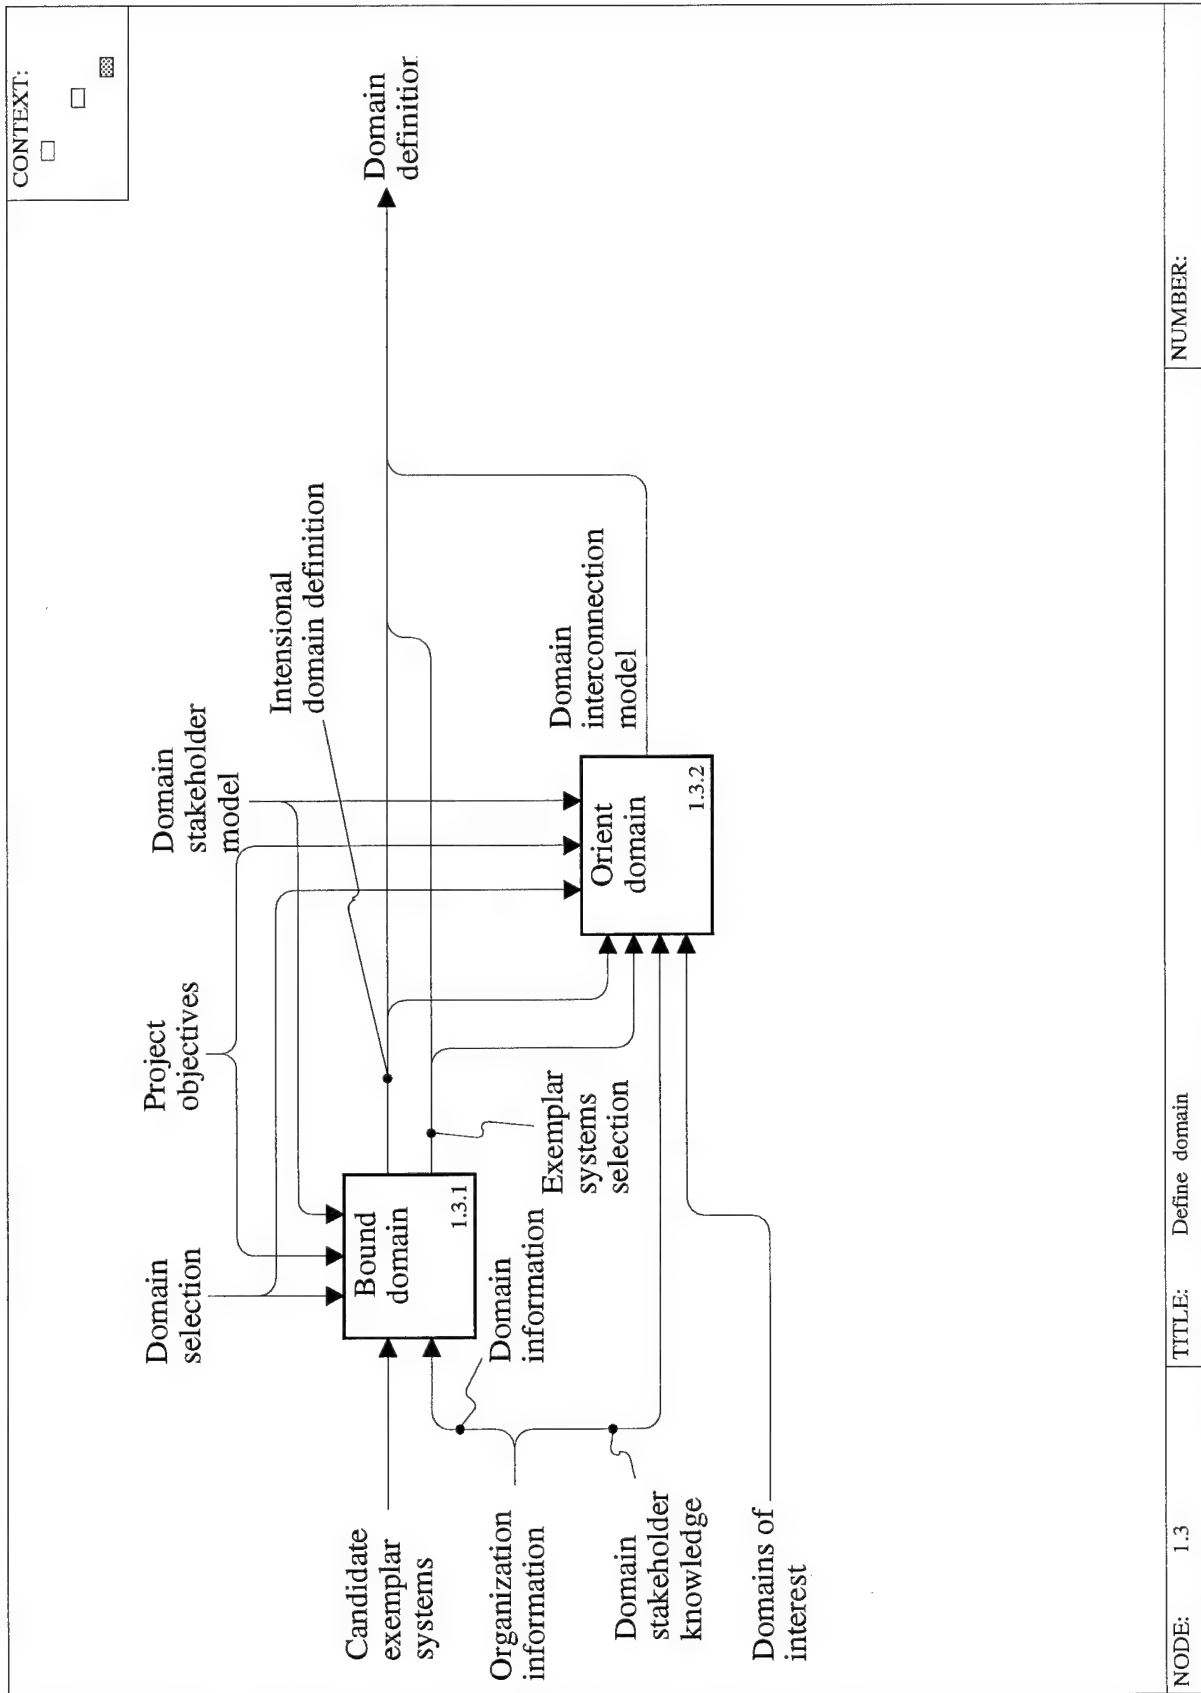 CONTEXT:
Domain
selection
Project
objectives
Domain
stakeholder
model
Intensional
domain definition
Domain
definition
Candidate
exemplar
systems
Bound
domain
1.3.1
Organization
information
Domain
information
Exemplar
systems
selection
Domain
stakeholder
knowledge
Orient
domain
1.3.2
Domain
interconnection
model
Domains of
interest
NODE: 1.3
TITLE: Define domain
NUMBER: